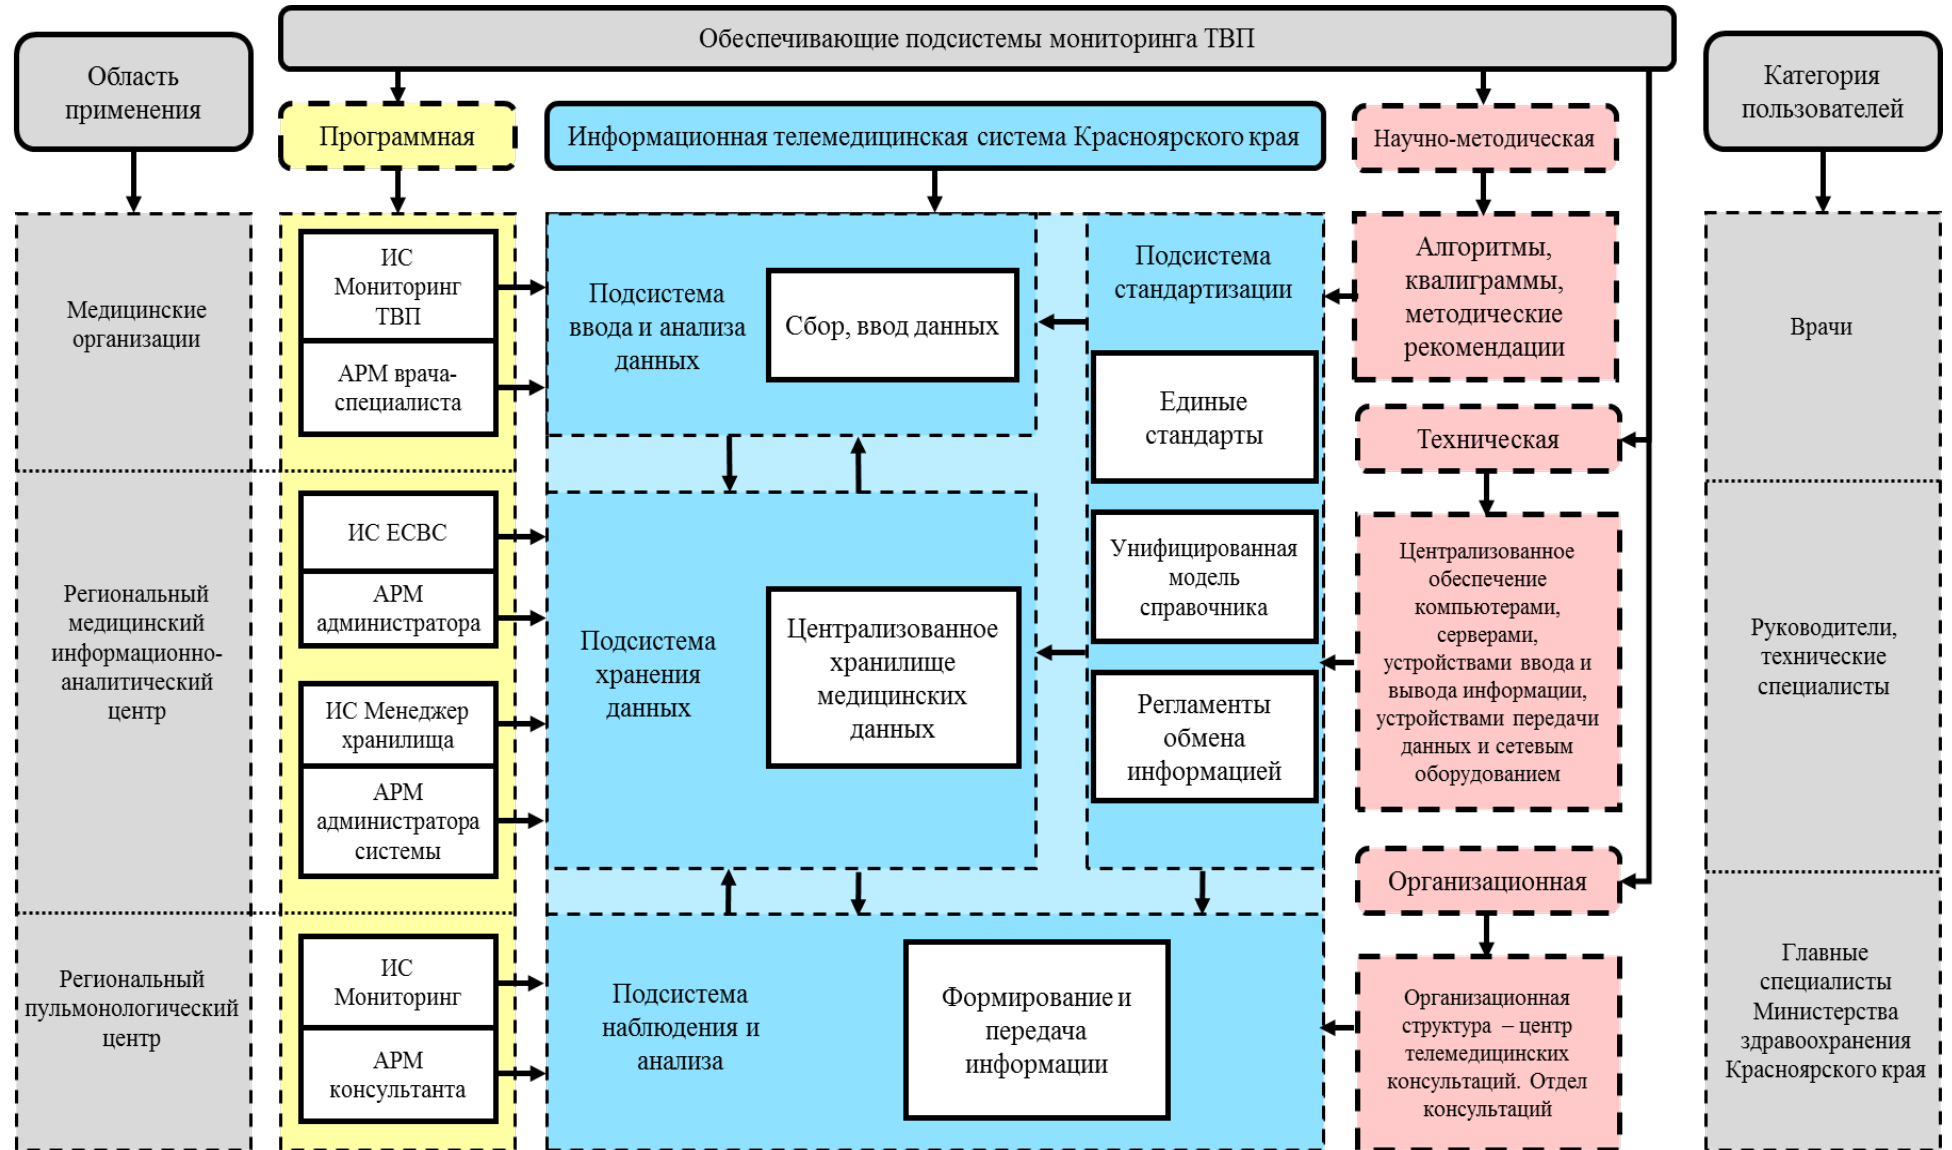 Обеспечивающие подсистемы мониторинга ТВП
Область
применения
Категория
пользователей
Программная
Информационная телемедицинская система Красноярского края
Научно-методическая
Медицинские
организации
Региональный
медицинский
информационно-
аналитический
центр
Региональный
пульмонологический
центр
ИС
Мониторинг
ТВП
АРМ врача-
специалиста
ИС ЕСВС
АРМ
администратора
ИС Менеджер
хранилища
АРМ
администратора
системы
ИС
Мониторинг
АРМ
консультанта
Подсистема
ввода и анализа
данных
Сбор, ввод данных
Подсистема
хранения
данных
Централизованное
хранилище
медицинских
данных
Подсистема
наблюдения и
анализа
Формирование и
передача
информации
Подсистема
стандартизации
Единые
стандарты
Унифицированная
модель
справочника
Регламенты
обмена
информацией
Алгоритмы,
квалиграммы,
методические
рекомендации
Техническая
Централизованное
обеспечение
компьютерами,
серверами,
устройствами ввода и
вывода информации,
устройствами передачи
данных и сетевым
оборудованием
Организационная
Организационная
структура – центр
телемедицинских
консультаций. Отдел
консультаций
Врачи
Руководители,
технические
специалисты
Главные
специалисты
Министерства
здравоохранения
Красноярского края